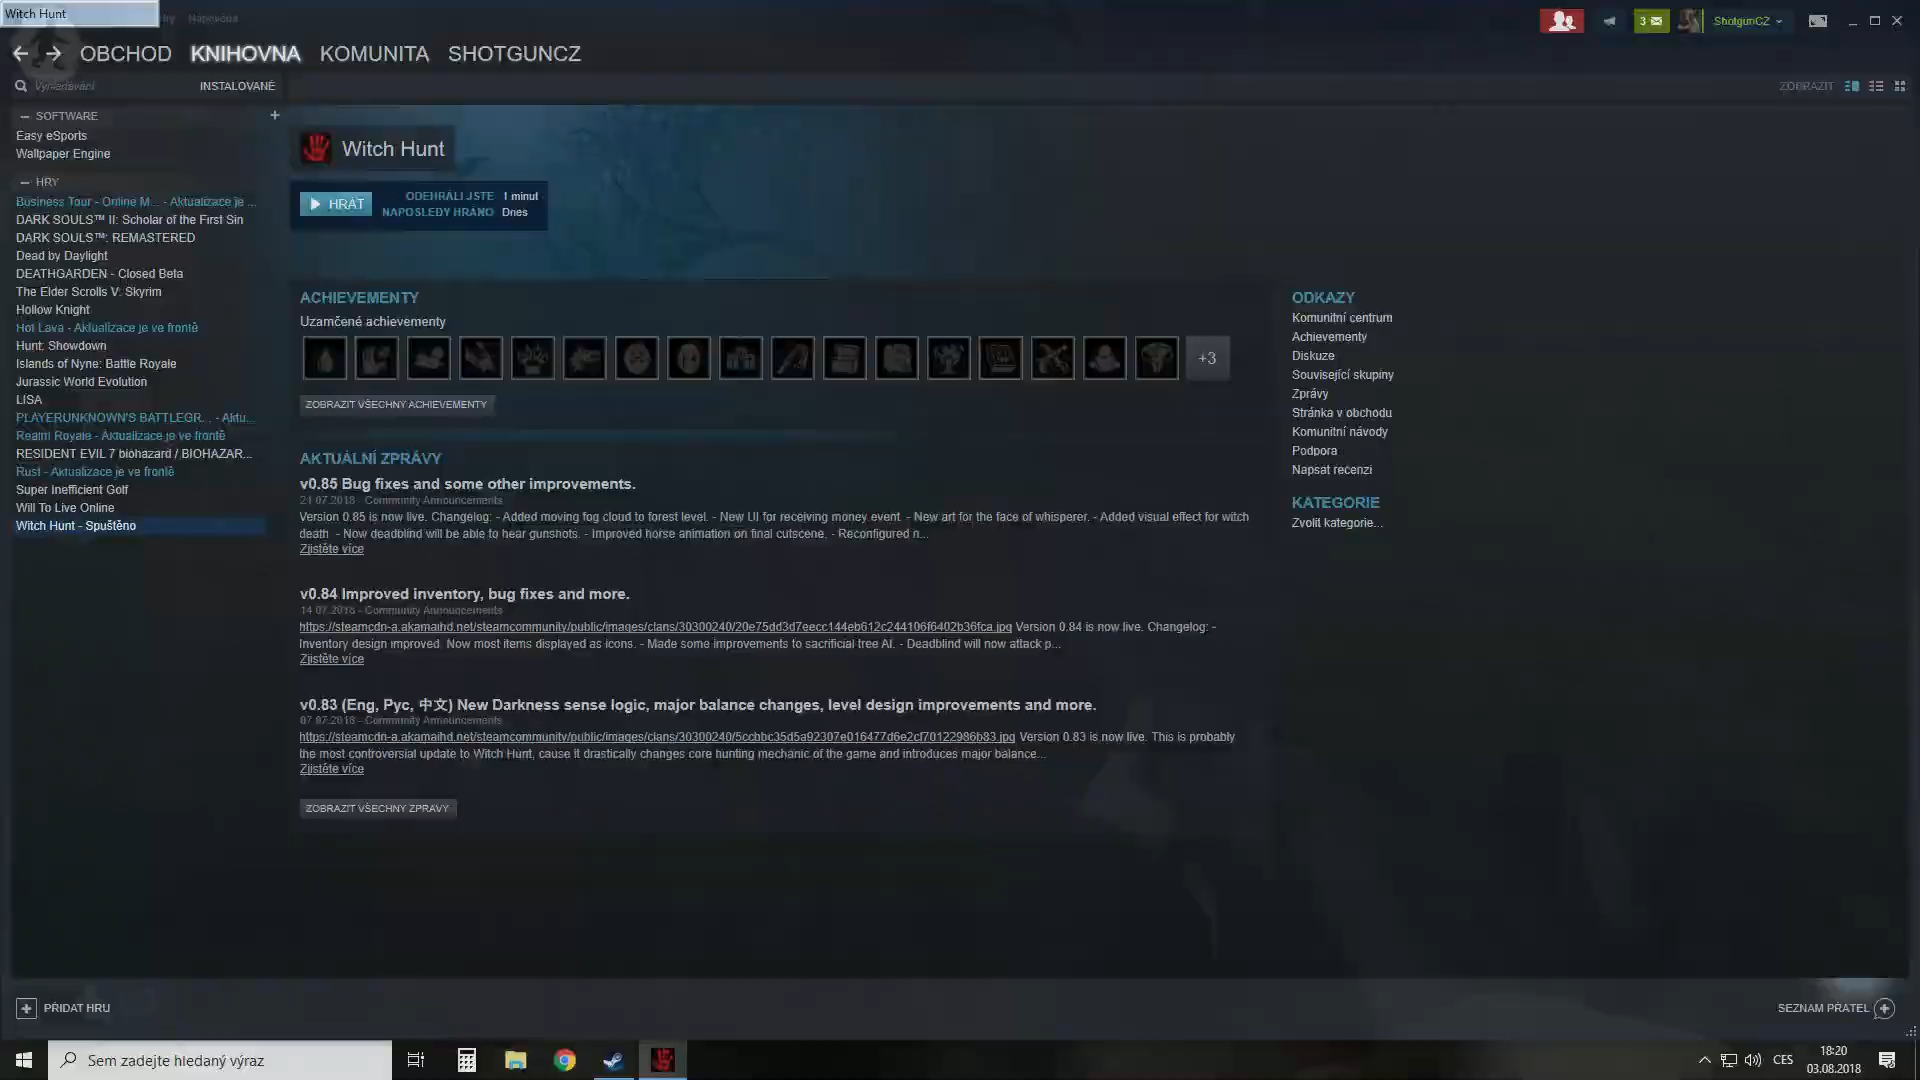 Witch Hunt
Nápověda
3
ShotgunCZ
OBCHOD KNIHOVNA KOMUNITA SHOTGUNCZ
Vyhledávání
INSTALOVANÉ
ZOBRAZIT
— SOFTWARE
+
Easy eSports
Wallpaper Engine
— HRY
Business Tour - Online M... - Aktualizace je ...
DARK SOULS™ II: Scholar of the First Sin
DARK SOULS™: REMASTERED
Dead by Daylight
DEATHGARDEN - Closed Beta
The Elder Scrolls V: Skyrim
Hollow Knight
Hot Lava - Aktualizace je ve frontě
Hunt: Showdown
Islands of Nyne: Battle Royale
Jurassic World Evolution
LISA
PLAYERUNKNOWN'S BATTLEGR... - Aktu...
Realm Royale - Aktualizace je ve frontě
RESIDENT EVIL 7 biohazard / BIOHAZAR...
Rust - Aktualizace je ve frontě
Super Inefficient Golf
Will To Live Online
Witch Hunt - Spuštěno
Witch Hunt
HRÁT
ODEHRÁLI JSTE 1 minut
NAPOSLEDY HRÁNO Dnes
ACHIEVEMENTY
Uzamčené achievementy
+3
ZOBRAZIT VŠECHNY ACHIEVEMENTY
AKTUÁLNÍ ZPRÁVY
v0.85 Bug fixes and some other improvements.
21.07.2018 - Community Announcements
Version 0.85 is now live. Changelog: - Added moving fog cloud to forest level. - New UI for receiving money event. - New art for the face of whisperer. - Added visual effect for witch
death. - Now deadblind will be able to hear gunshots. - Improved horse animation on final cutscene. - Reconfigured n...
Zjistěte více
v0.84 Improved inventory, bug fixes and more.
14.07.2018 - Community Announcements
https://steamcdn-a.akamaihd.net/steamcommunity/public/images/clans/30300240/20e75dd3d7eecc144eb612c244106f6402b36fca.jpg Version 0.84 is now live. Changelog: -
Inventory design improved. Now most items displayed as icons. - Made some improvements to sacrificial tree AI. - Deadblind will now attack p...
Zjistěte více
v0.83 (Eng, Рус, 中文) New Darkness sense logic, major balance changes, level design improvements and more.
07.07.2018 - Community Announcements
https://steamcdn-a.akamaihd.net/steamcommunity/public/images/clans/30300240/5ccbbc35d5a92307e016477d6e2cf70122986b83.jpg Version 0.83 is now live. This is probably
the most controversial update to Witch Hunt, cause it drastically changes core hunting mechanic of the game and introduces major balance...
Zjistěte více
ZOBRAZIT VŠECHNY ZPRÁVY
ODKAZY
Komunitní centrum
Achievementy
Diskuze
Související skupiny
Zprávy
Stránka v obchodu
Komunitní návody
Podpora
Napsat recenzi
KATEGORIE
Zvolit kategorie...
+ PŘIDAT HRU
SEZNAM PŘÁTEL
Sem zadejte hledaný výraz
CES
18:20
03.08.2018